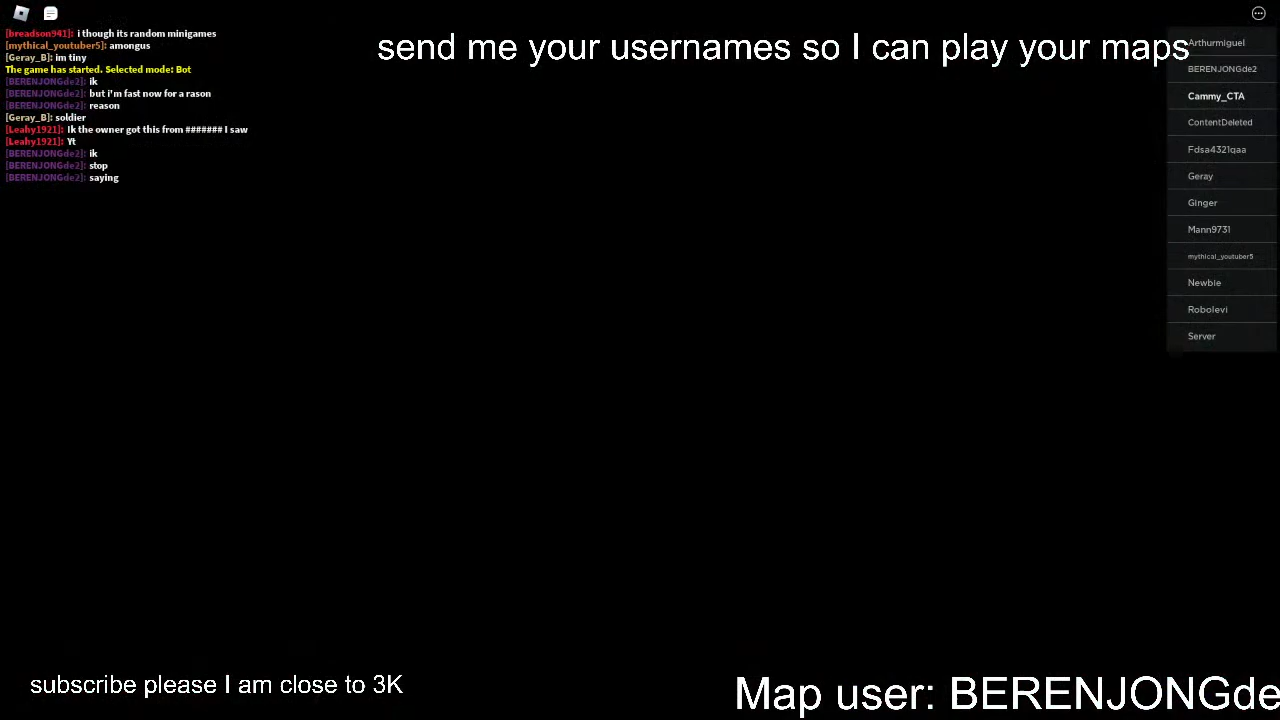 [breadson941]: i though its random minigames
[mythical_youtuber5]: amongus
[Geray_B]: im tiny
The game has started. Selected mode: Bot
[BERENJONGde2]: ik
[BERENJONGde2]: but i'm fast now for a rason
[BERENJONGde2]: reason
[Geray_B]: soldier
[Leahy1921]: Ik the owner got this from ####### I saw
[Leahy1921]: Yt
[BERENJONGde2]: ik
[BERENJONGde2]: stop
[BERENJONGde2]: saying
send me your usernames so I can play your maps
Arthurmiguel
BERENJONGde2
Cammy_CTA
ContentDeleted
Fdsa4321qaa
Geray
Ginger
Mann9731
mythical_youtuber5
Newbie
Robolevi
Server
subscribe please I am close to 3K
Map user: BERENJONGde